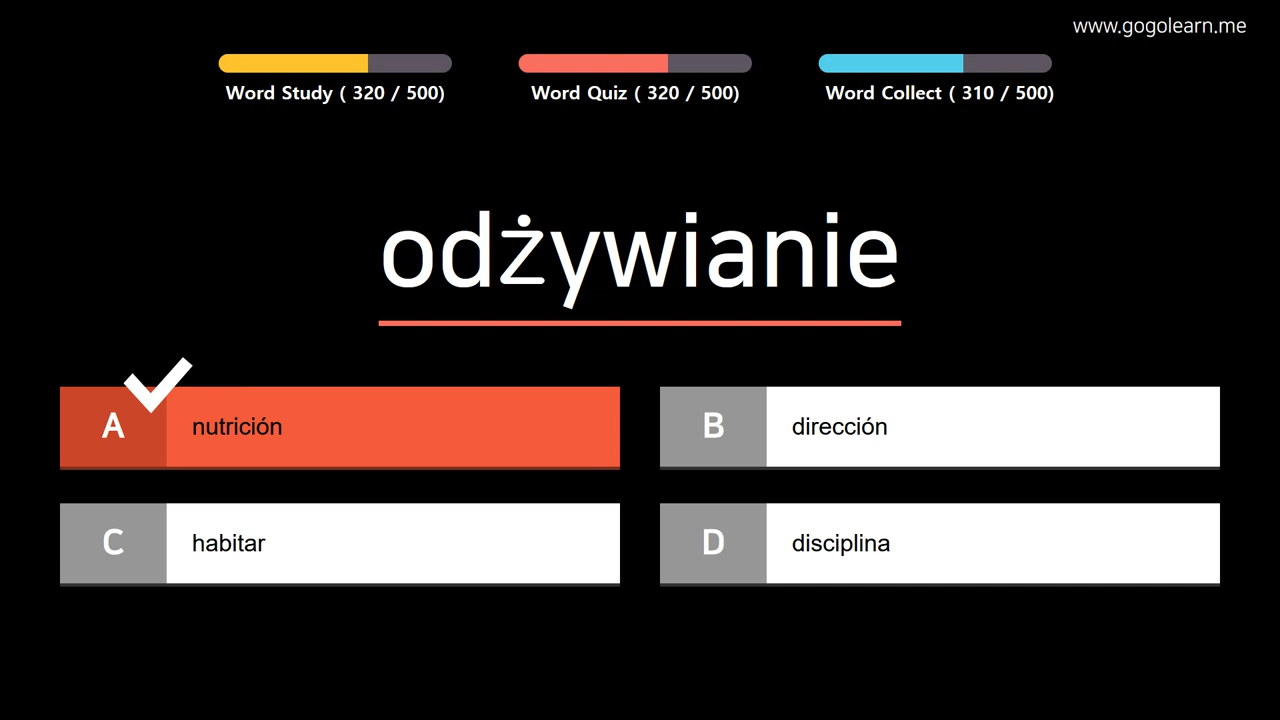 www.gogolearn.me
Word Study ( 320 / 500)
Word Quiz ( 320 / 500)
Word Collect ( 310 / 500)
odżywianie
A nutrición
B dirección
C habitar
D disciplina